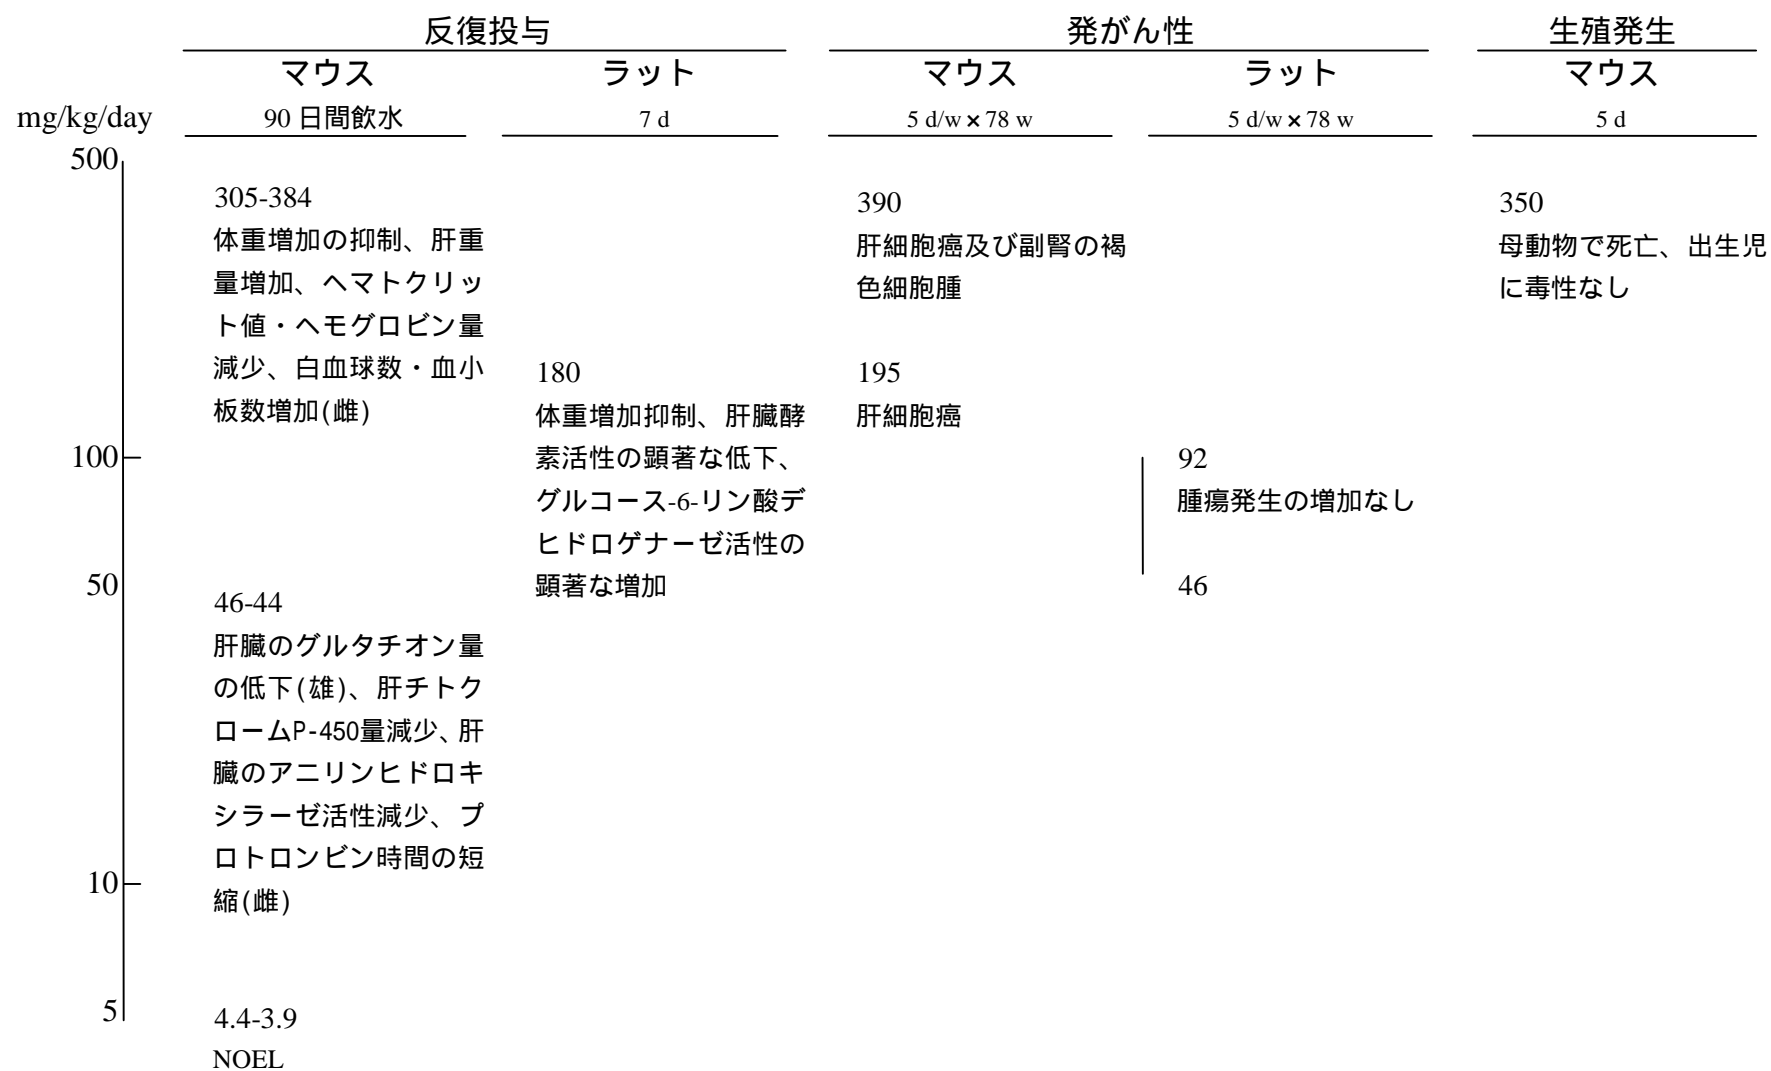 反復投与
発がん性
生殖発生
マウス
ラット
マウス
ラット
マウス
mg/kg/day
90 日間飲水
7 d
5 d/w × 78 w
5 d/w × 78 w
5 d
500
100
50
10
5
305-384
体重増加の抑制、肝重
量増加、ヘマトクリッ
ト値・ヘモグロビン量
減少、白血球数・血小
板数増加(雌)
46-44
肝臓のグルタチオン量
の低下(雄)、肝チトク
ロームP-450量減少、肝
臓のアニリンヒドロキ
シラーゼ活性減少、プ
ロトロンビン時間の短
縮(雌)
4.4-3.9
NOEL
180
体重増加抑制、肝臓酵
素活性の顕著な低下、
グルコース-6-リン酸デ
ヒドロゲナーゼ活性の
顕著な増加
390
肝細胞癌及び副腎の褐
色細胞腫
195
肝細胞癌
92
腫瘍発生の増加なし
46
350
母動物で死亡、出生児
に毒性なし